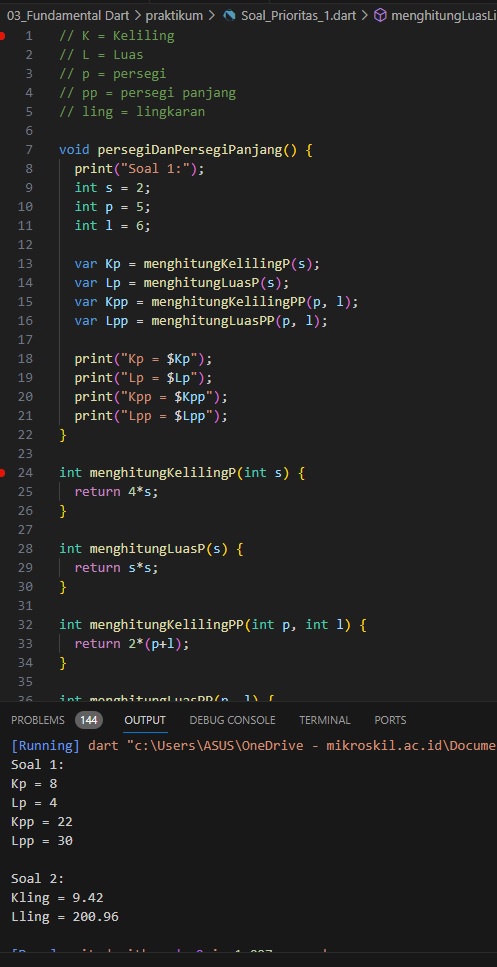 03_Fundamental Dart > praktikum > Soal_Prioritas_1.dart > menghitungLuasLi
1 // K = Keliling
2 // L = Luas
3 // p = persegi
4 // pp = persegi panjang
5 // ling = lingkaran
6
7 void persegiDanPersegiPanjang() {
8 print("Soal 1:");
9 int s = 2;
10 int p = 5;
11 int l = 6;
12
13 var Kp = menghitungKelilingP(s);
14 var Lp = menghitungLuasP(s);
15 var Kpp = menghitungKelilingPP(p, l);
16 var Lpp = menghitungLuasPP(p, l);
17
18 print("Kp = $Kp");
19 print("Lp = $Lp");
20 print("Kpp = $Kpp");
21 print("Lpp = $Lpp");
22 }
23
24 int menghitungKelilingP(int s) {
25 return 4*s;
26 }
27
28 int menghitungLuasP(s) {
29 return s*s;
30 }
31
32 int menghitungKelilingPP(int p, int l) {
33 return 2*(p+l);
34 }
35
36 int menghitungLuasPP(p, l) {
PROBLEMS 144 OUTPUT DEBUG CONSOLE TERMINAL PORTS
[Running] dart "c:\Users\ASUS\OneDrive - mikroskil.ac.id\Docume
Soal 1:
Kp = 8
Lp = 4
Kpp = 22
Lpp = 30
Soal 2:
Kling = 9.42
Lling = 200.96